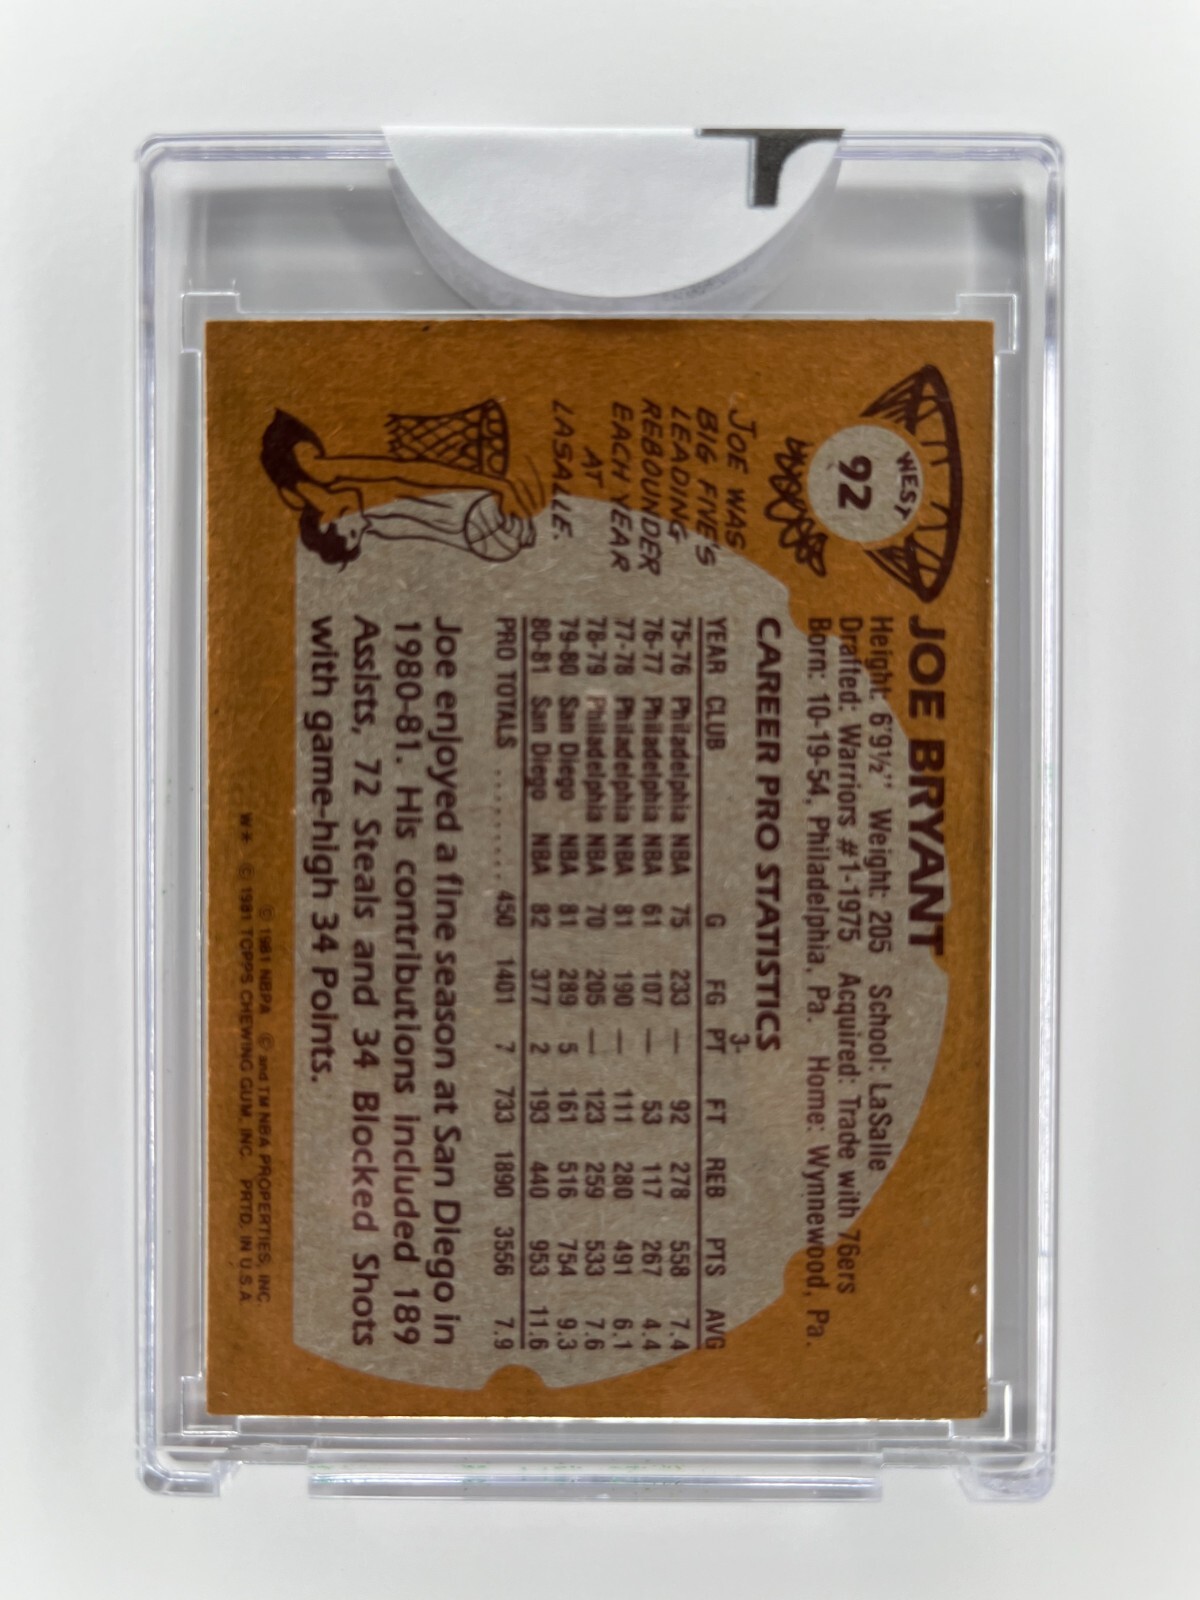 WEST
92
JOE WAS
BIG FIVE'S
LEADING
REBOUNDER
EACH YEAR
AT
LASALLE.
JOE BRYANT
Height: 6'9½" Weight: 205 School: LaSalle
Drafted: Warriors #1-1975 Acquired: Trade with 76ers
Born: 10-19-54, Philadelphia, Pa. Home: Wynnewood, Pa.
CAREER PRO STATISTICS
YEAR CLUB G FG 3-PT FT REB PTS AVG
75-76 Philadelphia NBA 75 233 — 92 278 558 7.4
76-77 Philadelphia NBA 61 107 — 53 117 267 4.4
77-78 Philadelphia NBA 81 190 — 111 280 491 6.1
78-79 Philadelphia NBA 70 205 — 123 259 533 7.6
79-80 San Diego NBA 81 289 5 161 516 754 9.3
80-81 San Diego NBA 82 377 2 193 440 953 11.6
PRO TOTALS ........ 450 1401 7 733 1890 3556 7.9
Joe enjoyed a fine season at San Diego in
1980-81. His contributions included 189
Assists, 72 Steals and 34 Blocked Shots
with game-high 34 Points.
© 1981 NBPA © and TM NBA PROPERTIES, INC.
W* © 1981 TOPPS CHEWING GUM, INC. PRTD. IN U.S.A.